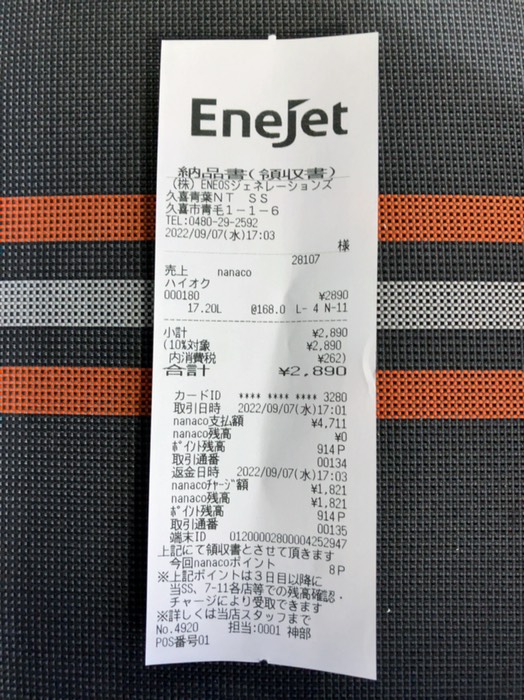 Enejet
納品書(領収書)
(株)ENEOSジェネレーションズ
久喜青葉NT SS
久喜市青毛1-1-6
TEL:0480-29-2592
2022/09/07(水)17:03
様
28107
売上 nanaco
ハイオク
000180 ¥2890
17.20L @168.0 L- 4 N-11
小計 ¥2,890
(10%対象 ¥2,890
内消費税 ¥262)
合計 ¥2,890
カードID **** **** **** 3280
取引日時 2022/09/07(水)17:01
nanaco支払額 ¥4,711
nanaco残高 ¥0
ポイント残高 914P
取引通番 00134
返金日時 2022/09/07(水)17:03
nanacoチャージ額 ¥1,821
nanaco残高 ¥1,821
ポイント残高 914P
取引通番 00135
端末ID 01200002800004252947
上記にて領収書とさせて頂きます
今回nanacoポイント 8P
※上記ポイントは3日目以降に
当SS、7-11各店等での残高確認・
チャージにより受取できます
※詳しくは当店スタッフまで
No.4920 担当:0001 神部
POS番号01